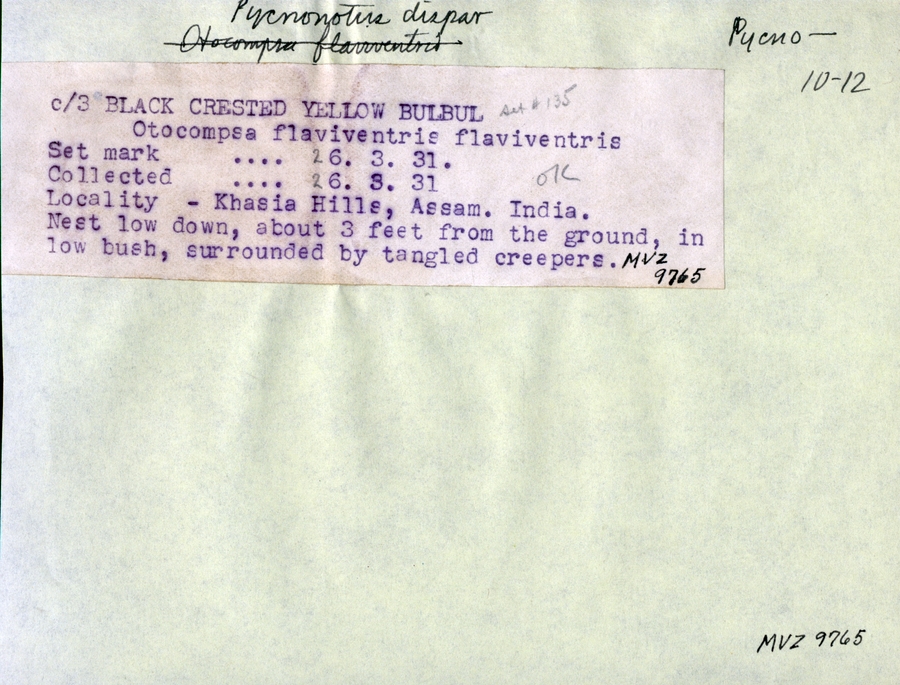 Pycnonotus dispar
Otocompsa flaviventris
Pycno—
10-12
c/3 BLACK CRESTED YELLOW BULBUL set # 135
Otocompsa flaviventris flaviventris
Set mark .... 26. 3. 31.
Collected .... 26. 3. 31 OK
Locality - Khasia Hills, Assam. India.
Nest low down, about 3 feet from the ground, in
low bush, surrounded by tangled creepers. MVZ
9765
MVZ 9765